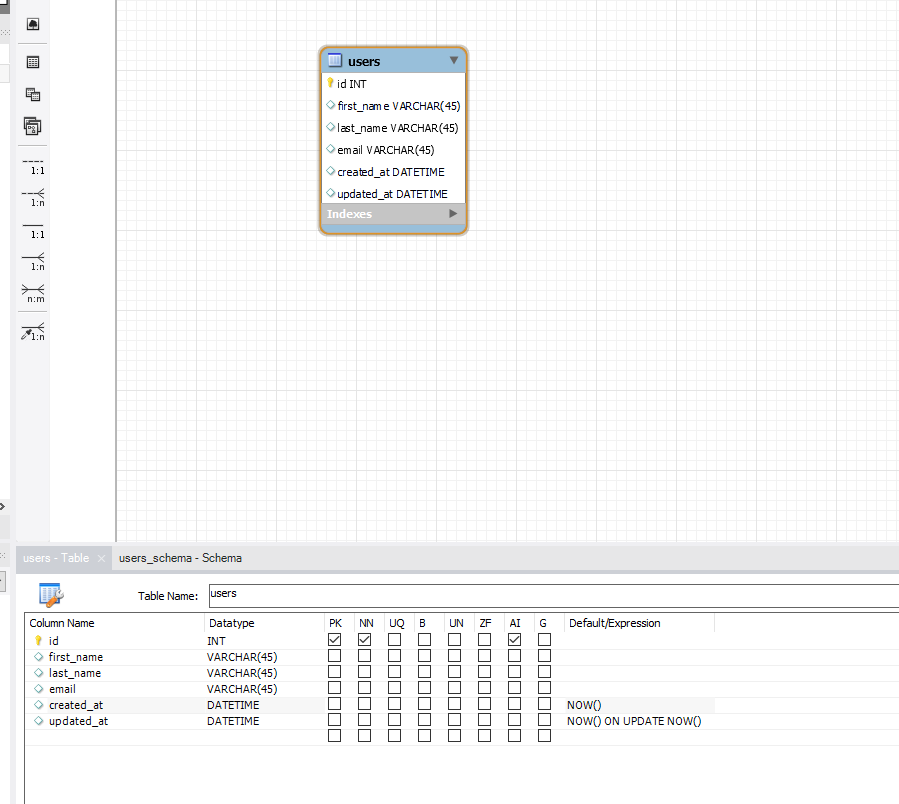 users
id INT
first_name VARCHAR(45)
last_name VARCHAR(45)
email VARCHAR(45)
created_at DATETIME
updated_at DATETIME
Indexes
1:1
1:n
1:1
1:n
n:m
1:n
users - Table
users_schema - Schema
Table Name: users
Column Name Datatype PK NN UQ B UN ZF AI G Default/Expression
id INT
first_name VARCHAR(45)
last_name VARCHAR(45)
email VARCHAR(45)
created_at DATETIME NOW()
updated_at DATETIME NOW() ON UPDATE NOW()